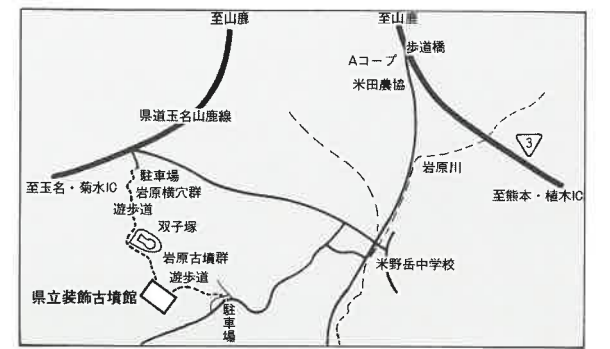 至山鹿
至山鹿
歩道橋
Aコープ
米田農協
県道玉名山鹿線
3
岩原川
至玉名・菊水IC
駐車場
岩原横穴群
至熊本・植木IC
遊歩道
双子塚
岩原古墳群
遊歩道
米野岳中学校
県立装飾古墳館
駐車場